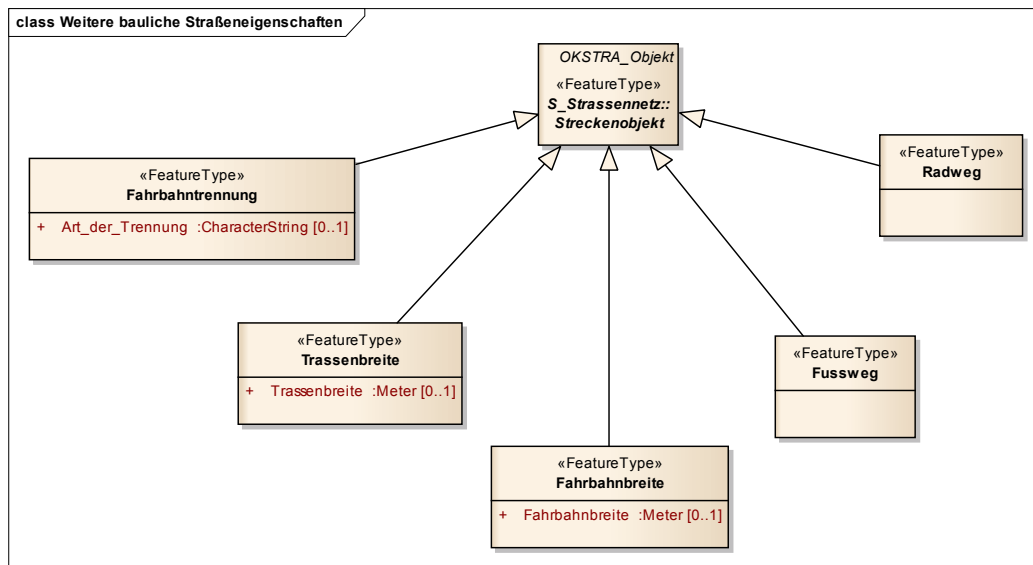 class Weitere bauliche Straßeneigenschaften
OKSTRA_Objekt
«FeatureType»
S_Strassennetz::
Streckenobjekt
«FeatureType»
Radweg
«FeatureType»
Fahrbahntrennung
+ Art_der_Trennung :CharacterString [0..1]
«FeatureType»
Trassenbreite
+ Trassenbreite :Meter [0..1]
«FeatureType»
Fussweg
«FeatureType»
Fahrbahnbreite
+ Fahrbahnbreite :Meter [0..1]